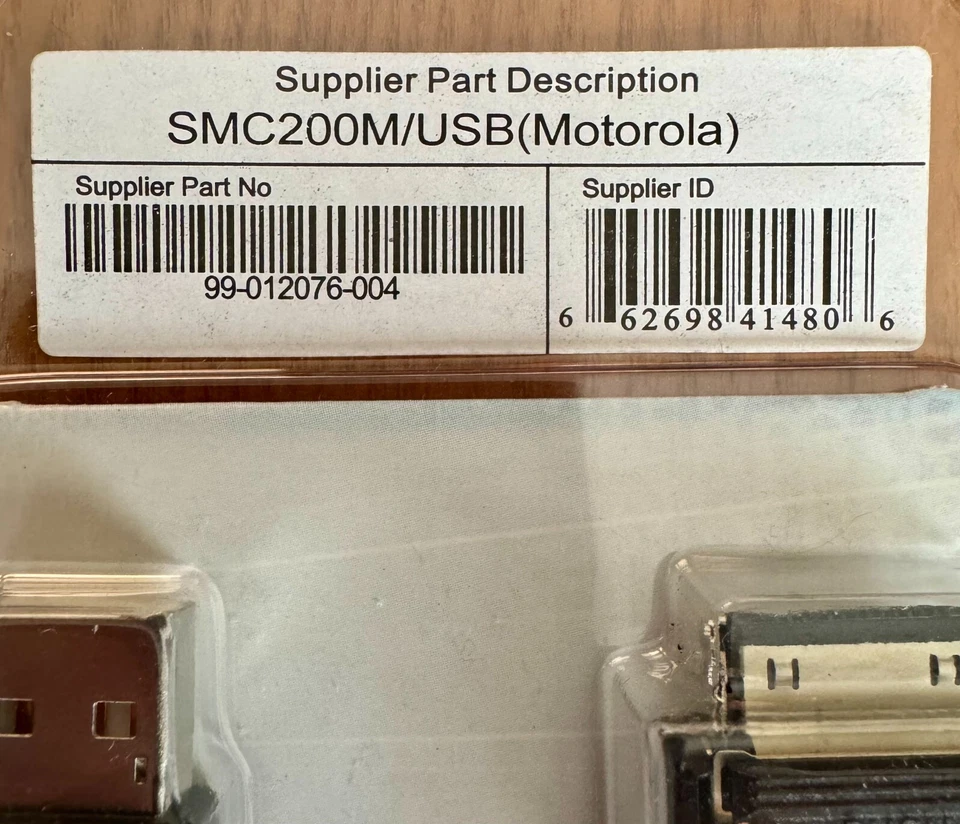 Supplier Part Description
SMC200M/USB(Motorola)
Supplier Part No
99-012076-004
Supplier ID
6 62698 41480 6